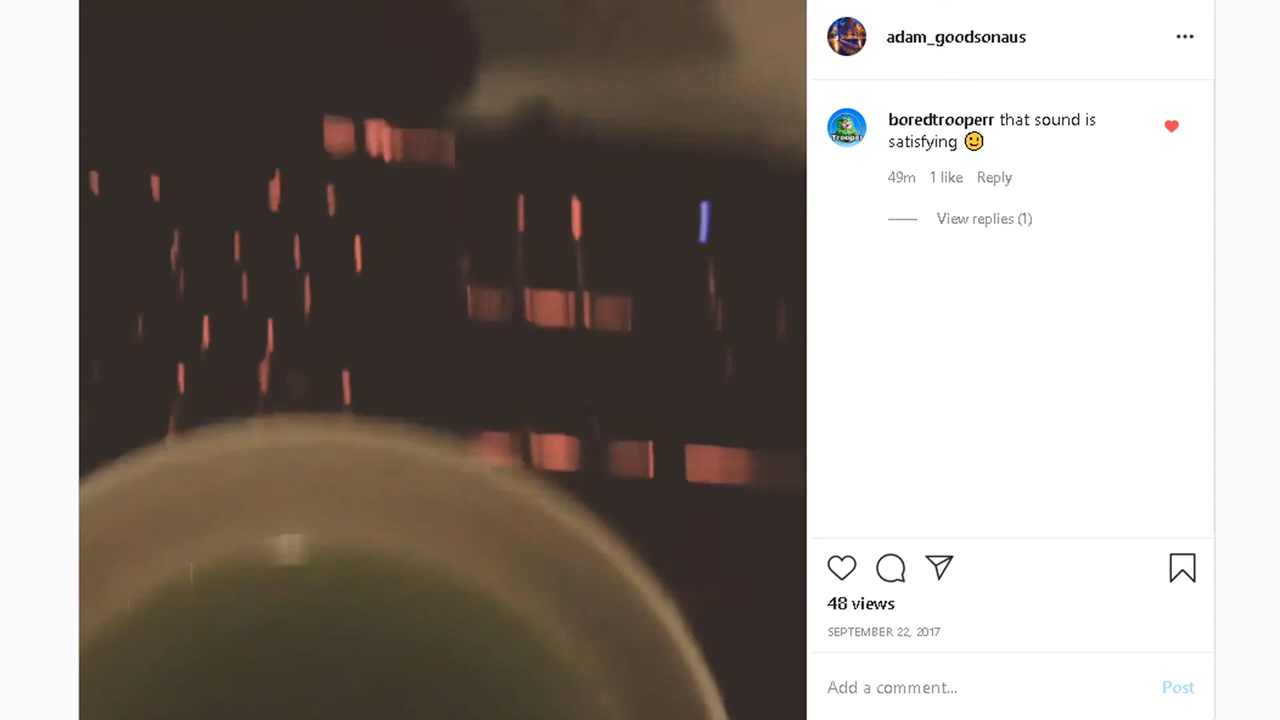 adam_goodsonaus
boredtrooperr that sound is
satisfying
49m 1 like Reply
View replies (1)
48 views
SEPTEMBER 22, 2017
Add a comment... Post
Trooper